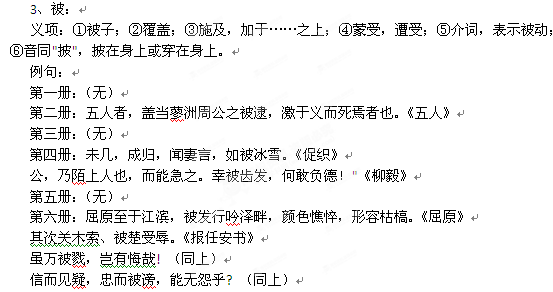 3、被：
义项：①被子；②覆盖；③施及，加于……之上；④蒙受，遭受；⑤介词，表示被动；
⑥音同"披"，披在身上或穿在身上。
例句：
第一册：（无）
第二册：五人者，盖当蓼洲周公之被逮，激于义而死焉者也。《五人》
第三册：（无）
第四册：未几，成归，闻妻言，如被冰雪。《促织》
公，乃陌上人也，而能急之。幸被齿发，何敢负德！"《柳毅》
第五册：（无）
第六册：屈原至于江滨，被发行吟泽畔，颜色憔悴，形容枯槁。《屈原》
其次关木索、被楚受辱。《报任安书》
虽万被戮，岂有悔哉！（同上）
信而见疑，忠而被谤，能无怨乎？（同上）